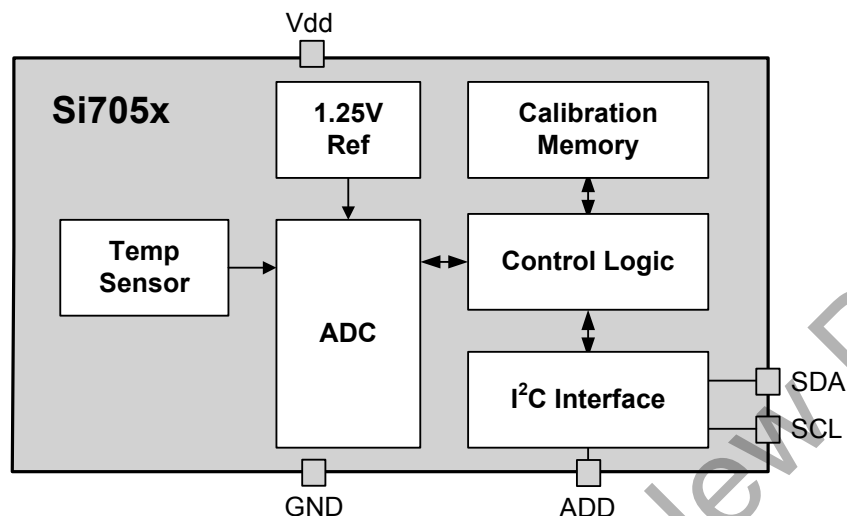 Vdd
Si705x
1.25V
Ref
Calibration
Memory
Temp
Sensor
ADC
Control Logic
I²C Interface
SDA
SCL
GND
ADD